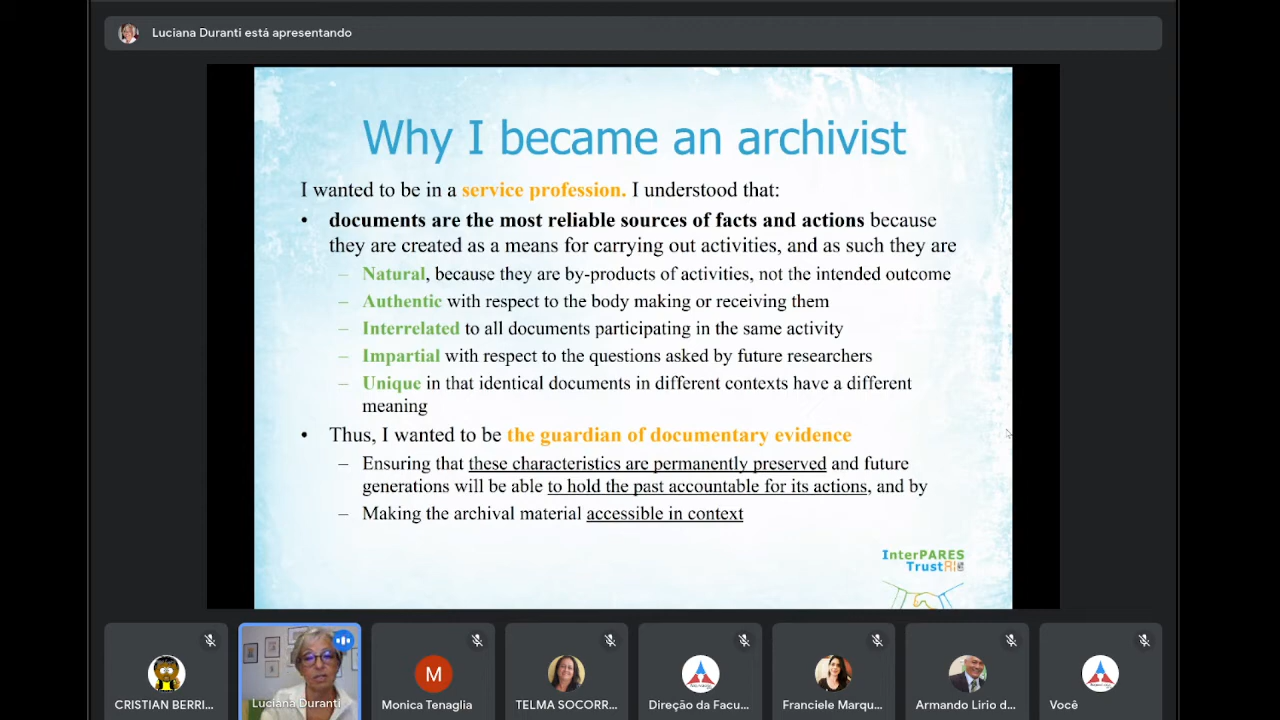 Luciana Duranti está apresentando
Why I became an archivist
I wanted to be in a service profession. I understood that:
• documents are the most reliable sources of facts and actions because
they are created as a means for carrying out activities, and as such they are
– Natural, because they are by-products of activities, not the intended outcome
– Authentic with respect to the body making or receiving them
– Interrelated to all documents participating in the same activity
– Impartial with respect to the questions asked by future researchers
– Unique in that identical documents in different contexts have a different
meaning
• Thus, I wanted to be the guardian of documentary evidence
– Ensuring that these characteristics are permanently preserved and future
generations will be able to hold the past accountable for its actions, and by
– Making the archival material accessible in context
InterPARES
Trust
CRISTIAN BERRI...
Luciana Duranti
M
Monica Tenaglia
TELMA SOCORR...
Direção da Facu...
Franciele Marqu...
Armando Lirio d...
Você